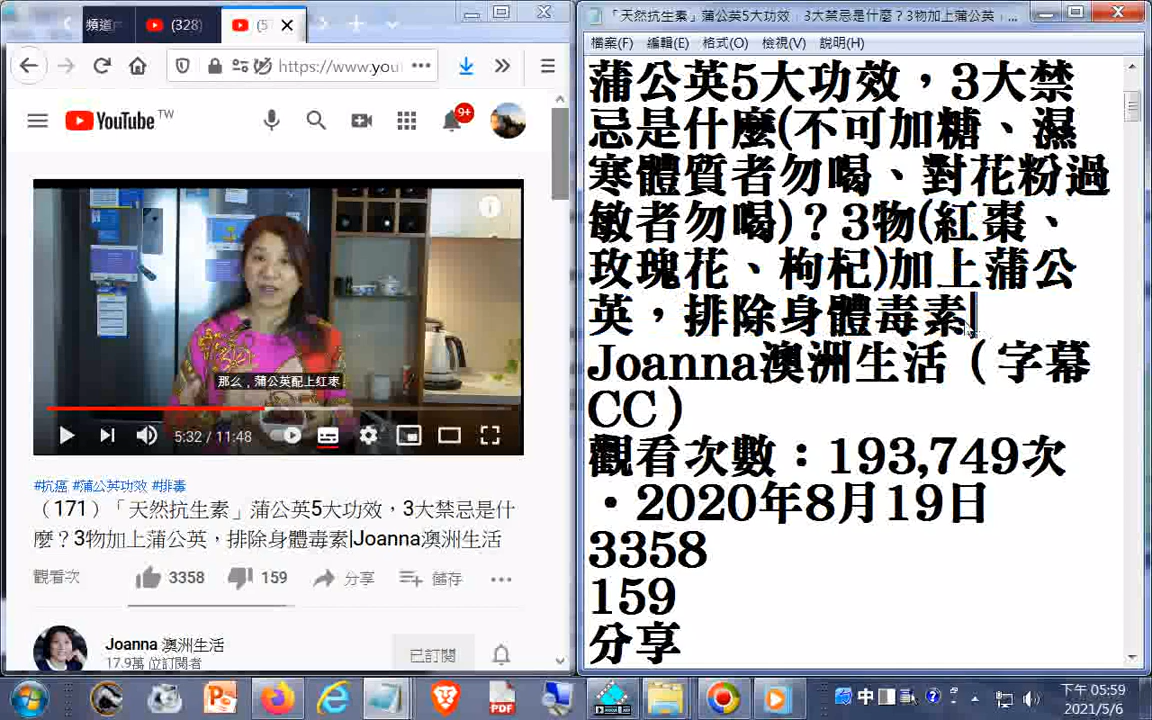 頻道
(328)
(5
https://www.you
YouTube TW
9+
那么，蒲公英配上红枣
5:32 / 11:48
#抗癌 #蒲公英功效 #排毒
（171）「天然抗生素」蒲公英5大功效，3大禁忌是什
麼？3物加上蒲公英，排除身體毒素|Joanna澳洲生活
觀看次
3358
159
分享
儲存
Joanna 澳洲生活
17.9萬 位訂閱者
已訂閱
「天然抗生素」蒲公英5大功效，3大禁忌是什麼？3物加上蒲公英，...
檔案(F) 編輯(E) 格式(O) 檢視(V) 說明(H)
蒲公英5大功效，3大禁
忌是什麼(不可加糖、濕
寒體質者勿喝、對花粉過
敏者勿喝)？3物(紅棗、
玫瑰花、枸杞)加上蒲公
英，排除身體毒素
Joanna澳洲生活（字幕
CC）
觀看次數：193,749次
•2020年8月19日
3358
159
分享
PDF
中
下午 05:59
2021/5/6